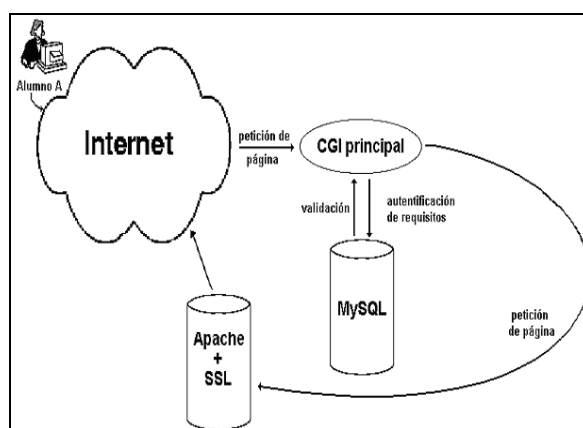 Alumno A
Internet
petición de
página
CGI principal
validación
autentificación
de requisitos
MySQL
petición
de página
Apache
+
SSL